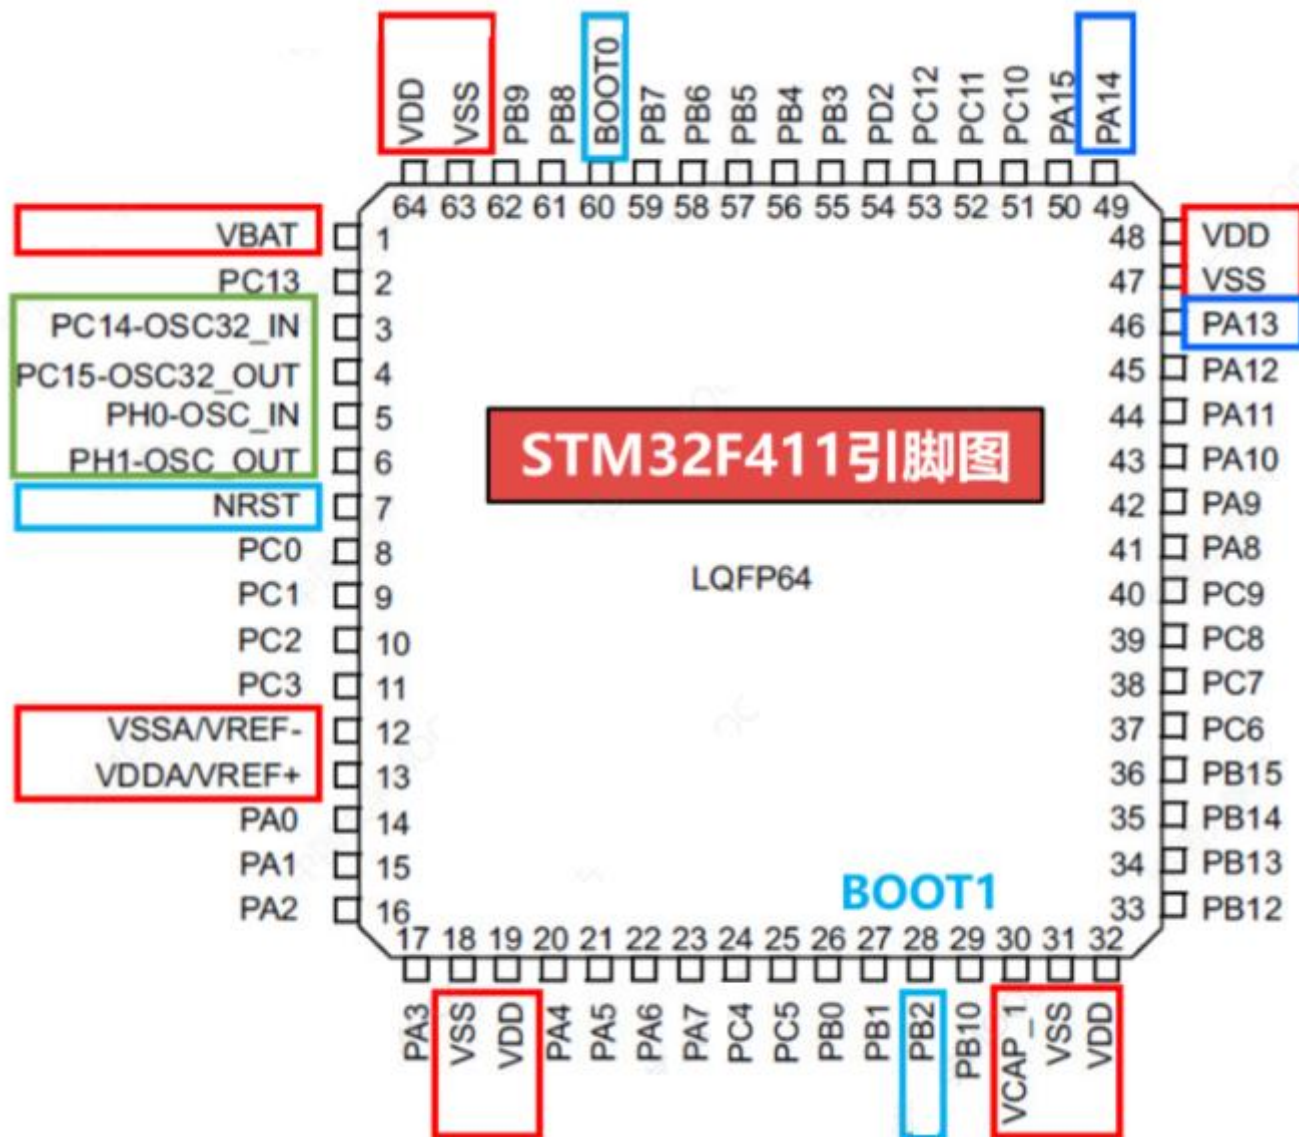 VDD VSS PB9 PB8 BOOT0 PB7 PB6 PB5 PB4 PB3 PD2 PC12 PC11 PC10 PA15 PA14
64 63 62 61 60 59 58 57 56 55 54 53 52 51 50 49
VBAT 1
PC13 2
PC14-OSC32_IN 3
PC15-OSC32_OUT 4
PH0-OSC_IN 5
PH1-OSC_OUT 6
NRST 7
PC0 8
PC1 9
PC2 10
PC3 11
VSSA/VREF- 12
VDDA/VREF+ 13
PA0 14
PA1 15
PA2 16
STM32F411引脚图
LQFP64
BOOT1
48 VDD
47 VSS
46 PA13
45 PA12
44 PA11
43 PA10
42 PA9
41 PA8
40 PC9
39 PC8
38 PC7
37 PC6
36 PB15
35 PB14
34 PB13
33 PB12
17 18 19 20 21 22 23 24 25 26 27 28 29 30 31 32
PA3 VSS VDD PA4 PA5 PA6 PA7 PC4 PC5 PB0 PB1 PB2 PB10 VCAP_1 VSS VDD